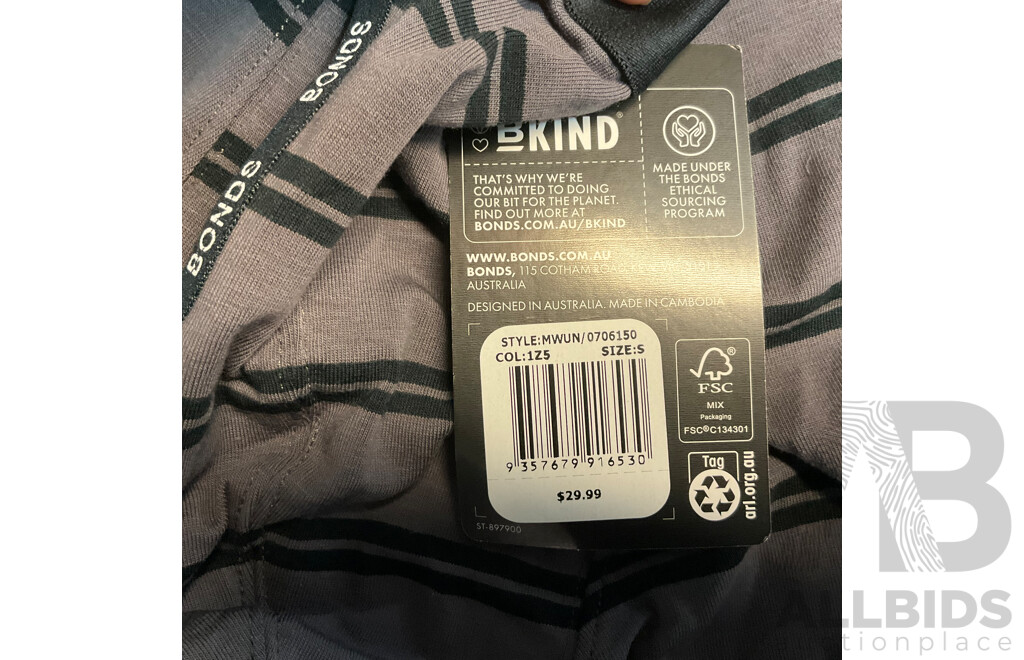 BONDS
BONDS
BKIND®
THAT'S WHY WE'RE
COMMITTED TO DOING
OUR BIT FOR THE PLANET.
FIND OUT MORE AT
BONDS.COM.AU/BKIND
MADE UNDER
THE BONDS
ETHICAL
SOURCING
PROGRAM
WWW.BONDS.COM.AU
BONDS, 115 COTHAM ROAD
AUSTRALIA
DESIGNED IN AUSTRALIA. MADE IN CAMBODIA
STYLE:MWUN/0706150
COL:1Z5 SIZE:S
9 357679 916530
$29.99
ST-897900
FSC®
MIX
Packaging
FSC®C134301
Tag
arl.org.au
AB
ALLBIDS
ctionplace